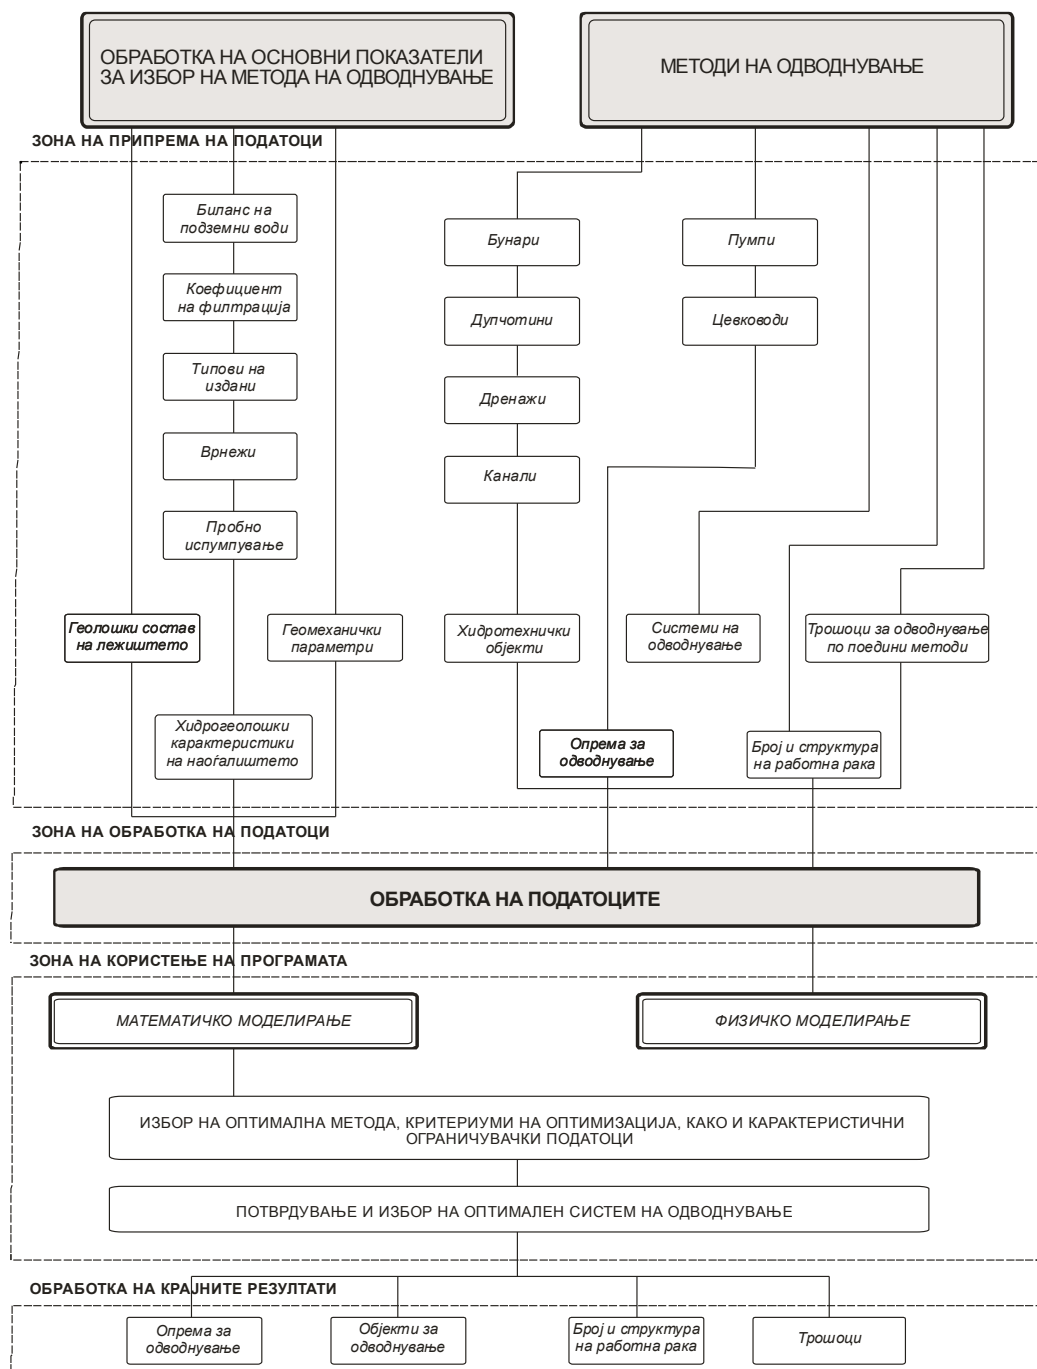 ОБРАБОТКА НА ОСНОВНИ ПОКАЗАТЕЛИ
ЗА ИЗБОР НА МЕТОДА НА ОДВОДНУВАЊЕ
МЕТОДИ НА ОДВОДНУВАЊЕ
ЗОНА НА ПРИПРЕМА НА ПОДАТОЦИ
Биланс на
подземни води
Коефициент
на филтрација
Типови на
издани
Врнежи
Пробно
испумпување
Геолошки состав
на лежиштето
Геомеханички
параметри
Хидрогеолошки
карактеристики
на наоѓалиштето
Бунари
Дупчотини
Дренажи
Канали
Хидротехнички
објекти
Пумпи
Цевководи
Системи на
одводнување
Трошоци за одводнување
по поедини методи
Опрема за
одводнување
Број и структура
на работна рака
ЗОНА НА ОБРАБОТКА НА ПОДАТОЦИ
ОБРАБОТКА НА ПОДАТОЦИТЕ
ЗОНА НА КОРИСТЕЊЕ НА ПРОГРАМАТА
МАТЕМАТИЧКО МОДЕЛИРАЊЕ
ФИЗИЧКО МОДЕЛИРАЊЕ
ИЗБОР НА ОПТИМАЛНА МЕТОДА, КРИТЕРИУМИ НА ОПТИМИЗАЦИЈА, КАКО И КАРАКТЕРИСТИЧНИ
ОГРАНИЧУВАЧКИ ПОДАТОЦИ
ПОТВРДУВАЊЕ И ИЗБОР НА ОПТИМАЛЕН СИСТЕМ НА ОДВОДНУВАЊЕ
ОБРАБОТКА НА КРАЈНИТЕ РЕЗУЛТАТИ
Опрема за
одводнување
Објекти за
одводнување
Број и структура
на работна рака
Трошоци